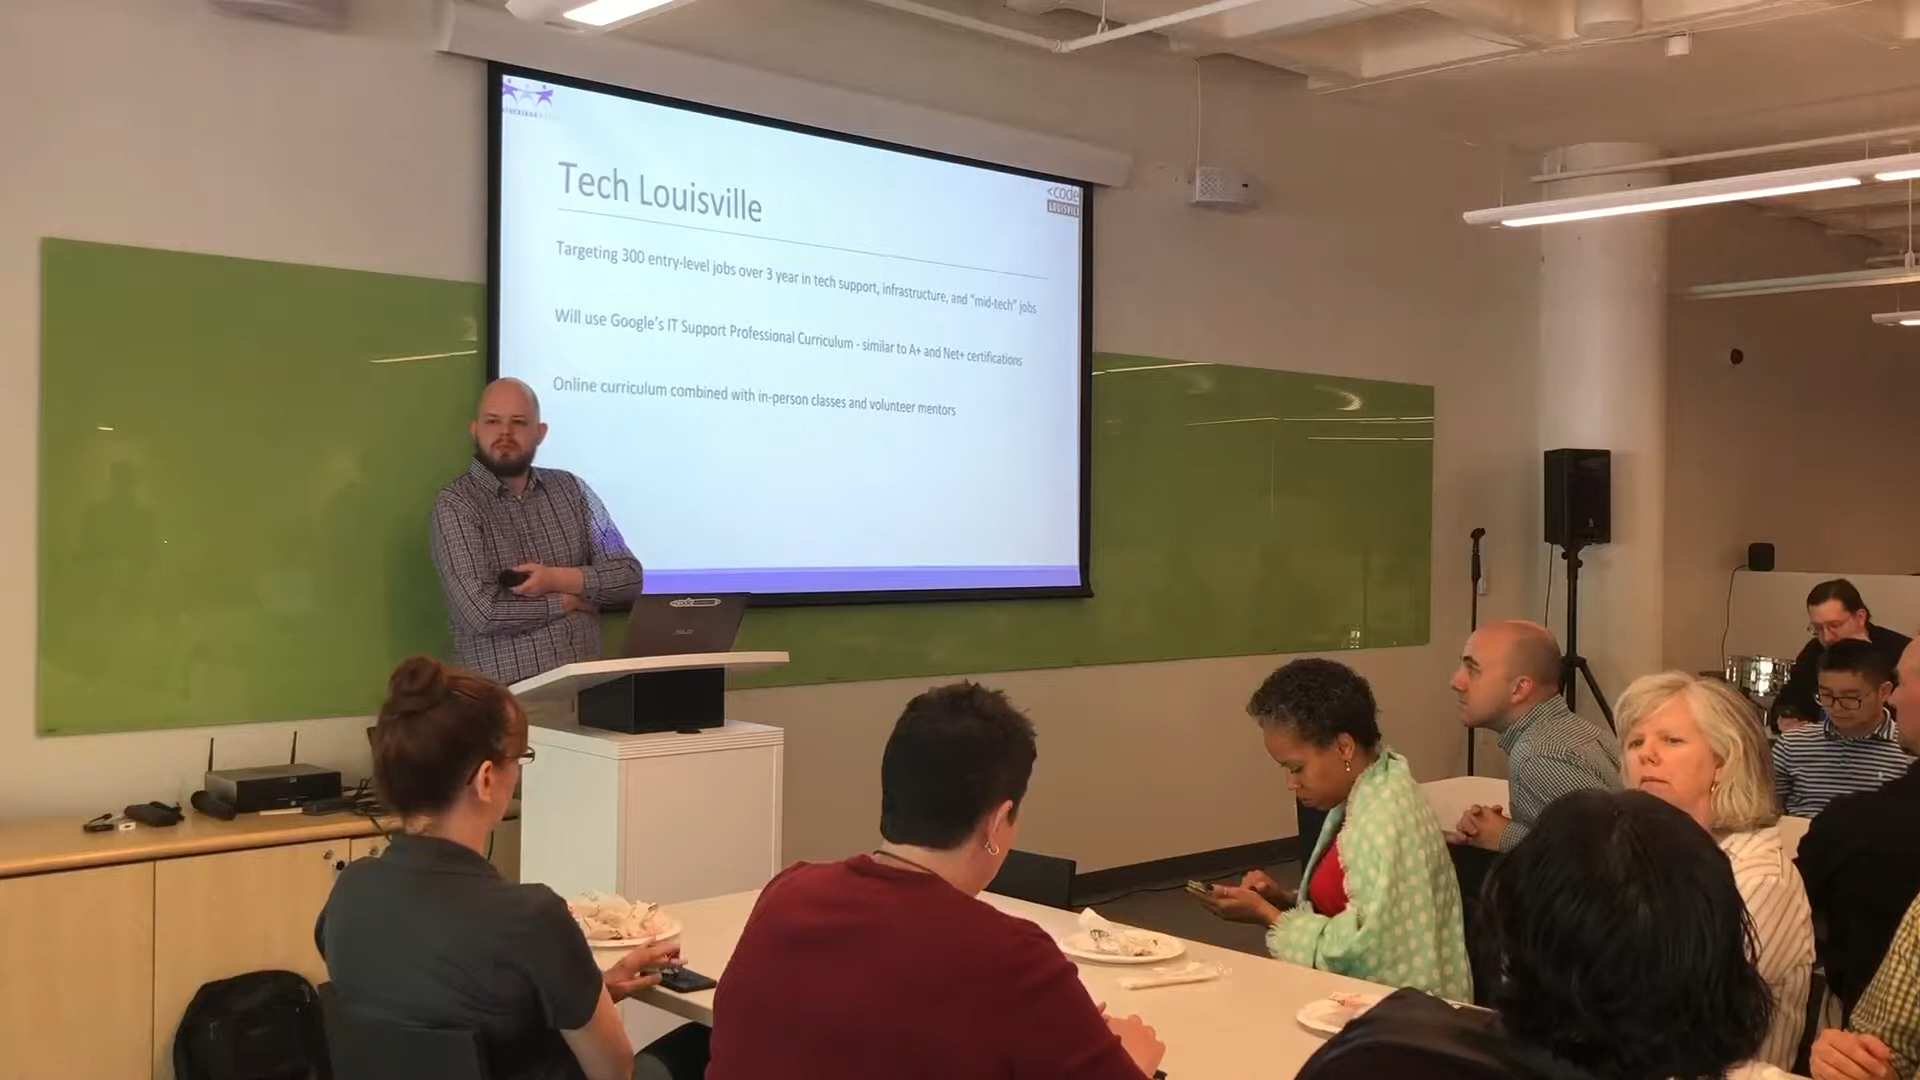 Tech Louisville
<code
LOUISVILLE
Targeting 300 entry-level jobs over 3 year in tech support, infrastructure, and "mid-tech" jobs
Will use Google's IT Support Professional Curriculum - similar to A+ and Net+ certifications
Online curriculum combined with in-person classes and volunteer mentors
<code
ASUS